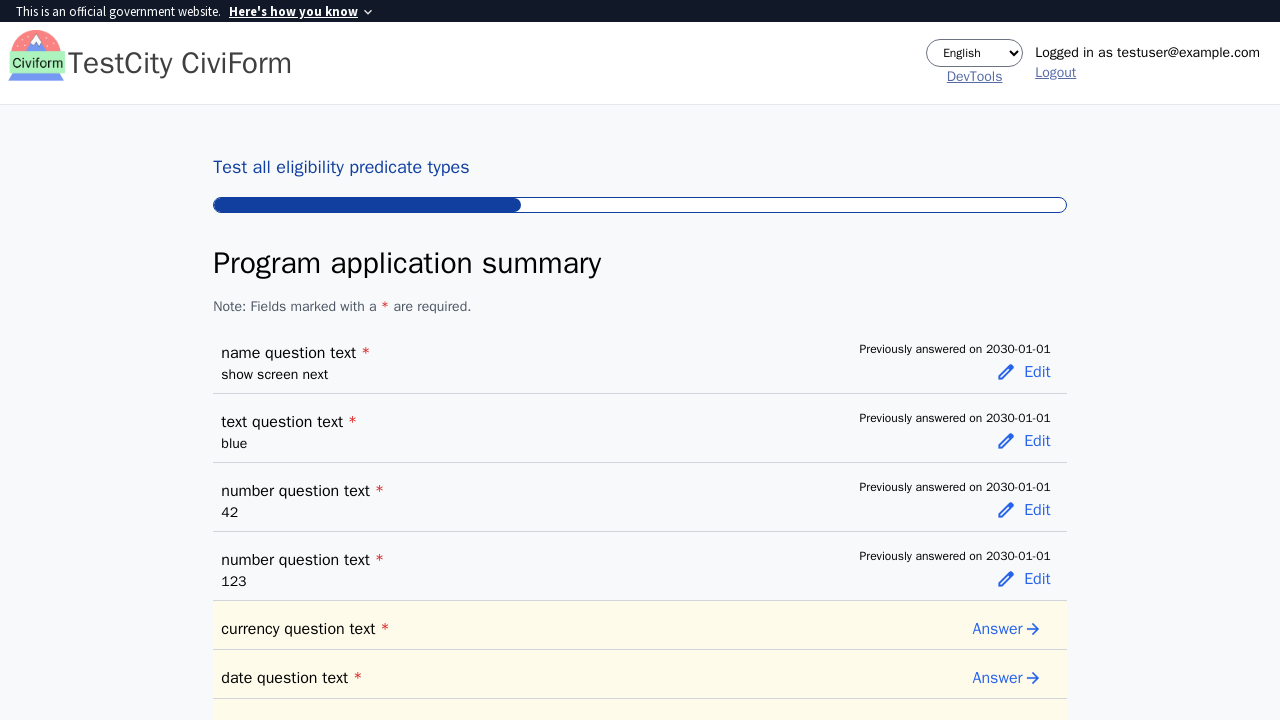 This is an official government website. Here's how you know
Civiform
TestCity CiviForm
English
DevTools
Logged in as testuser@example.com
Logout
Test all eligibility predicate types
Program application summary
Note: Fields marked with a * are required.
name question text *
show screen next
Previously answered on 2030-01-01
Edit
text question text *
blue
Previously answered on 2030-01-01
Edit
number question text *
42
Previously answered on 2030-01-01
Edit
number question text *
123
Previously answered on 2030-01-01
Edit
currency question text *
Answer
date question text *
Answer